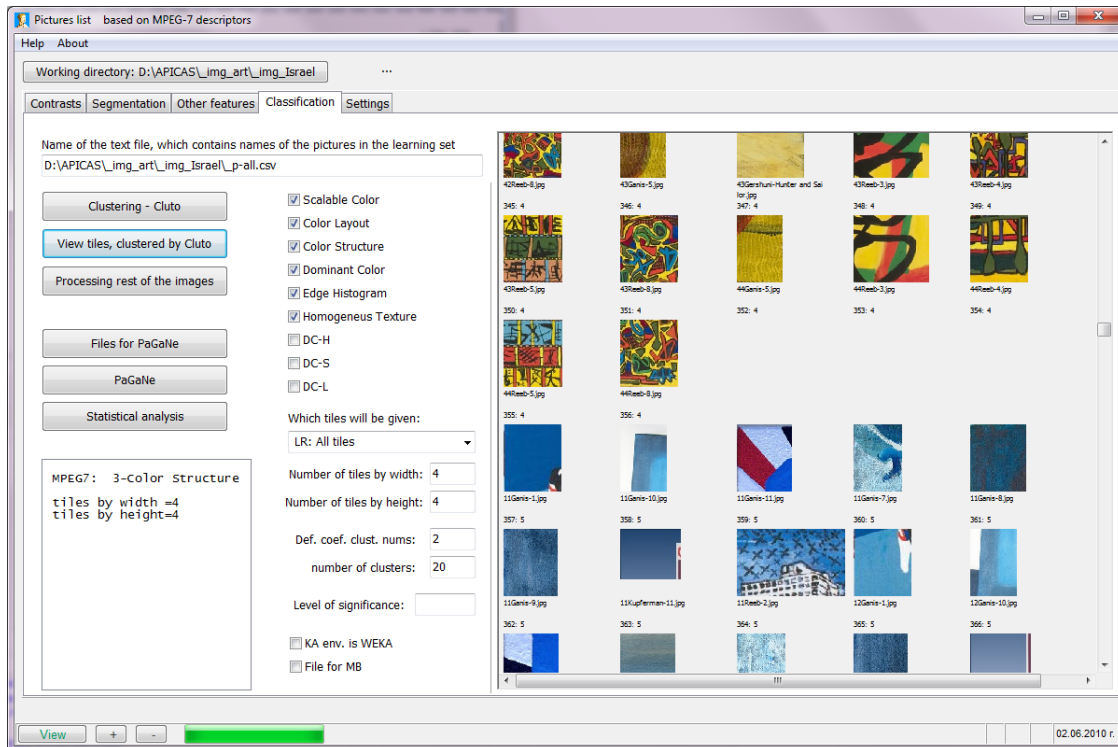 Pictures list based on MPEG-7 descriptors
Help About
Working directory: D:\APICAS\_img_art\_img_Israel ...
Contrasts Segmentation Other features Classification Settings
Name of the text file, which contains names of the pictures in the learning set
D:\APICAS\_img_art\_img_Israel\_p-all.csv
Clustering - Cluto
View tiles, clustered by Cluto
Processing rest of the images
Files for PaGaNe
PaGaNe
Statistical analysis
MPEG7: 3-Color Structure
tiles by width =4
tiles by height=4
Scalable Color
Color Layout
Color Structure
Dominant Color
Edge Histogram
Homogeneus Texture
DC-H
DC-S
DC-L
Which tiles will be given:
LR: All tiles
Number of tiles by width: 4
Number of tiles by height: 4
Def. coef. clust. nums: 2
number of clusters: 20
Level of significance:
KA env. is WEKA
File for MB
42Reeb-8.jpg 43Ganis-5.jpg 43Gershuni-Hunter and Sai 43Reeb-3.jpg 43Reeb-4.jpg
lor.jpg
345: 4 346: 4 347: 4 348: 4 349: 4
43Reeb-5.jpg 43Reeb-8.jpg 44Ganis-5.jpg 44Reeb-3.jpg 44Reeb-4.jpg
350: 4 351: 4 352: 4 353: 4 354: 4
44Reeb-5.jpg 44Reeb-8.jpg
355: 4 356: 4
11Ganis-1.jpg 11Ganis-10.jpg 11Ganis-11.jpg 11Ganis-7.jpg 11Ganis-8.jpg
357: 5 358: 5 359: 5 360: 5 361: 5
11Ganis-9.jpg 11Kupferman-11.jpg 11Reeb-2.jpg 12Ganis-1.jpg 12Ganis-10.jpg
362: 5 363: 5 364: 5 365: 5 366: 5
View + - 02.06.2010 г.